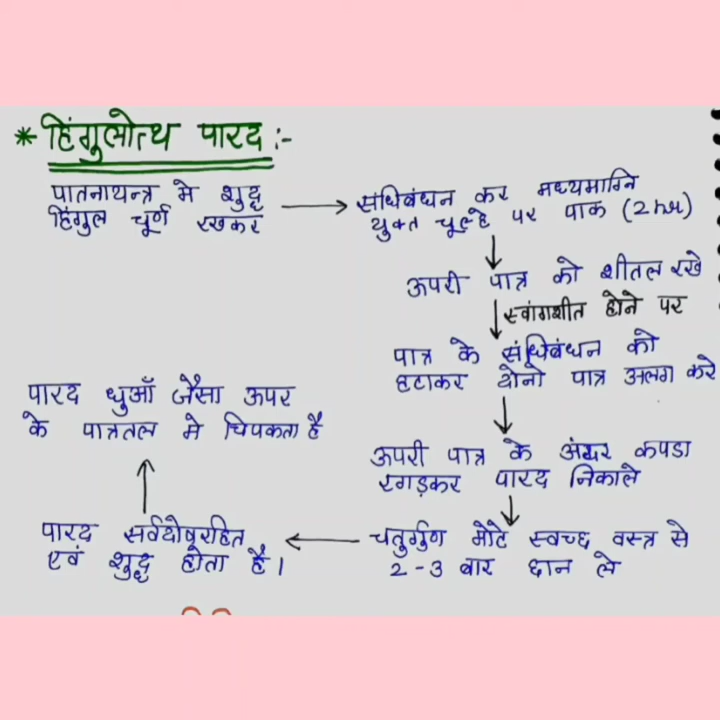 * हिंगुलोत्थ पारद :-
पातनायन्त्र मे शुद्ध
हिंगुल चूर्ण रखकर
संधिबंधन कर मध्यमाग्नि
युक्त चूल्हे पर पाक (2 hr)
ऊपरी पात्र को शीतल रखे
स्वांगशीत होने पर
पात्र के संधिबंधन को
हटाकर दोनो पात्र अलग करे
ऊपरी पात्र के अंदर कपडा
रगड़कर पारद निकाले
चतुर्गुण मोटे स्वच्छ वस्त्र से
2-3 बार छान ले
पारद सर्वदोषरहित
एवं शुद्ध होता है।
पारद धुआँ जैसा ऊपर
के पात्रतल मे चिपकता है